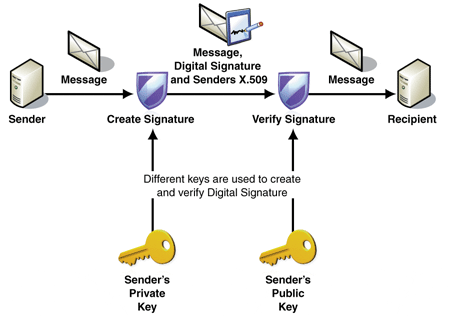 Message,
Digital Signature
and Senders X.509
Message
Message
Sender
Create Signature
Verify Signature
Recipient
Different keys are used to create
and verify Digital Signature
Sender's
Private
Key
Sender's
Public
Key